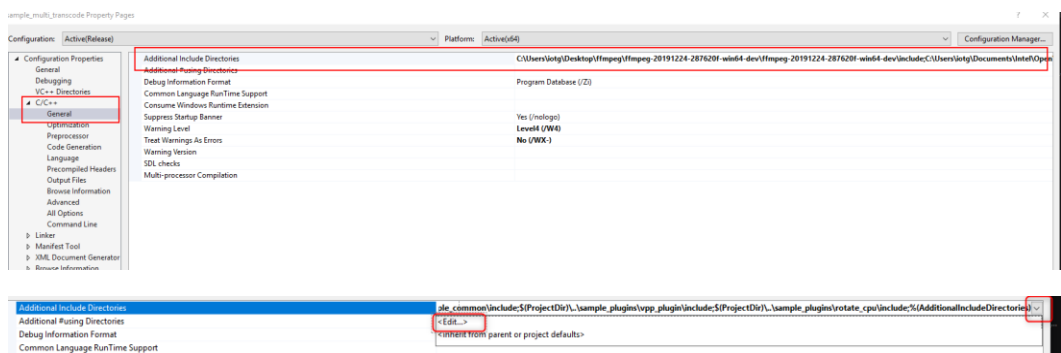 ample_multi_transcode Property Pages ? ×
Configuration: Active(Release) Platform: Active(x64) Configuration Manager...
Configuration Properties
General
Debugging
VC++ Directories
C/C++
General
Optimization
Preprocessor
Code Generation
Language
Precompiled Headers
Output Files
Browse Information
Advanced
All Options
Command Line
Linker
Manifest Tool
XML Document Generator
Browse Information
Additional Include Directories C:\Users\iotg\Desktop\ffmpeg\ffmpeg-20191224-287620f-win64-dev\ffmpeg-20191224-287620f-win64-dev\include;C:\Users\iotg\Documents\Intel\Open
Additional #using Directories
Debug Information Format Program Database (/Zi)
Common Language RunTime Support
Consume Windows Runtime Extension
Suppress Startup Banner Yes (/nologo)
Warning Level Level4 (/W4)
Treat Warnings As Errors No (/WX-)
Warning Version
SDL checks
Multi-processor Compilation
Additional Include Directories ple_common\include;$(ProjectDir)\..\sample_plugins\vpp_plugin\include;$(ProjectDir)\..\sample_plugins\rotate_cpu\include;%(AdditionalIncludeDirectories)
Additional #using Directories <Edit...>
Debug Information Format <inherit from parent or project defaults>
Common Language RunTime Support